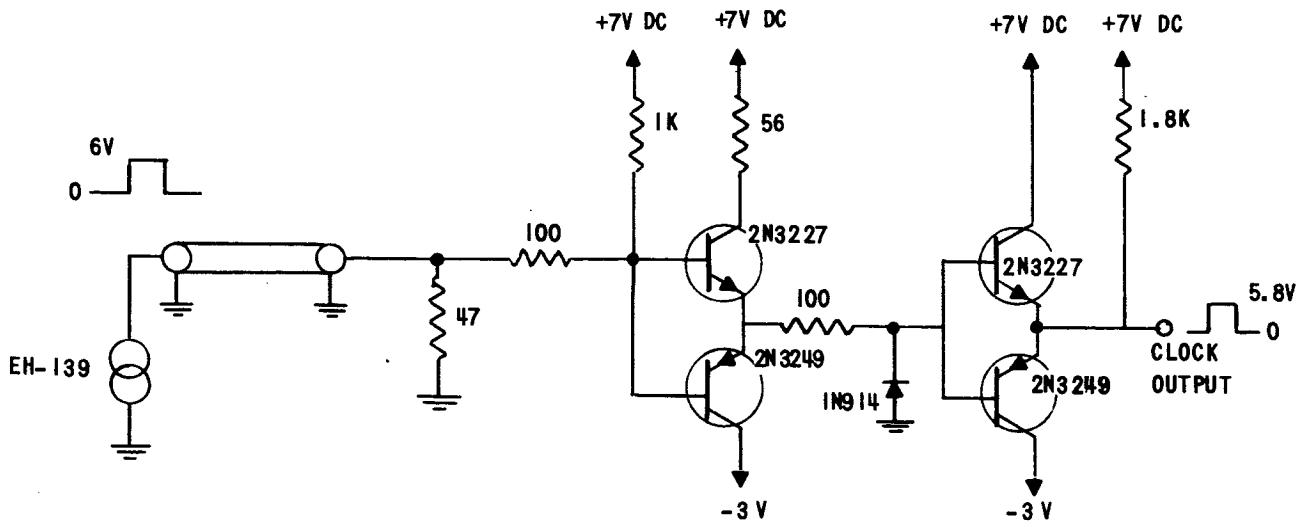 +7V DC
+7V DC
+7V DC
+7V DC
1K
56
1.8K
6V
0
2N3227
100
2N3227
100
5.8V
0
47
2N3249
CLOCK
OUTPUT
EH-139
1N914
2N3249
-3 V
-3 V